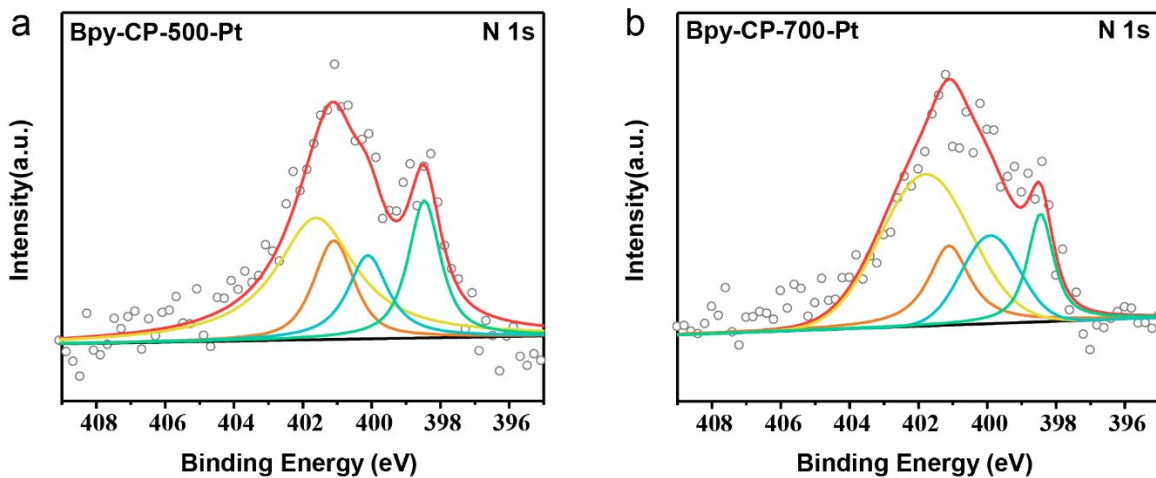 a
Bpy-CP-500-Pt
N 1s
Intensity(a.u.)
408 406 404 402 400 398 396
Binding Energy (eV)
b
Bpy-CP-700-Pt
N 1s
Intensity(a.u.)
408 406 404 402 400 398 396
Binding Energy (eV)